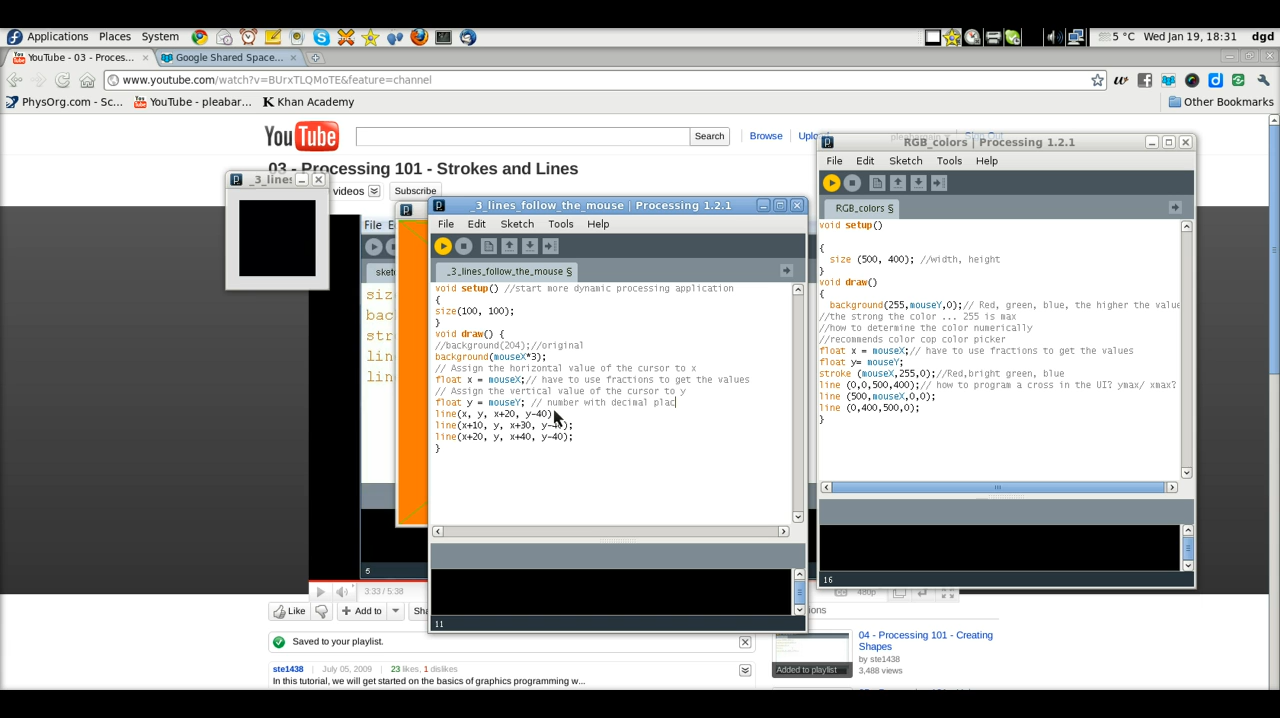 Applications Places System
5 °C Wed Jan 19, 18:31 dgd
YouTube - 03 - Proces...
Google Shared Space...
www.youtube.com/watch?v=BUrxTLQMoTE&feature=channel
PhysOrg.com - Sc...
YouTube - pleabar...
Khan Academy
Other Bookmarks
YouTube
Search
Browse
Uplo
Sign Out
03 - Processing 101 - Strokes and Lines
videos
Subscribe
_3_lines
File E
sketc
siz
bac
str
lin
lin
5
_3_lines_follow_the_mouse | Processing 1.2.1
File Edit Sketch Tools Help
_3_lines_follow_the_mouse §
void setup() //start more dynamic processing application
{
size(100, 100);
}
void draw() {
//background(204);//original
background(mouseX*3);
// Assign the horizontal value of the cursor to x
float x = mouseX;// have to use fractions to get the values
// Assign the vertical value of the cursor to y
float y = mouseY; // number with decimal plac
line(x, y, x+20, y-40)
line(x+10, y, x+30, y-40);
line(x+20, y, x+40, y-40);
}
11
RGB_colors | Processing 1.2.1
File Edit Sketch Tools Help
RGB_colors §
void setup()
{
size (500, 400); //width, height
}
void draw()
{
background(255,mouseY,0);// Red, green, blue, the higher the value
//the strong the color ... 255 is max
//how to determine the color numerically
//recommends color cop color picker
float x = mouseX;// have to use fractions to get the values
float y= mouseY;
stroke (mouseX,255,0);//Red,bright green, blue
line (0,0,500,400);// how to program a cross in the UI? ymax/ xmax?
line (500,mouseX,0,0);
line (0,400,500,0);
}
16
3:33 / 5:38
480p
Like
Add to
Sha
ions
Saved to your playlist.
ste1438 | July 05, 2009 | 23 likes, 1 dislikes
In this tutorial, we will get started on the basics of graphics programming w...
04 - Processing 101 - Creating
Shapes
by ste1438
3,488 views
Added to playlist